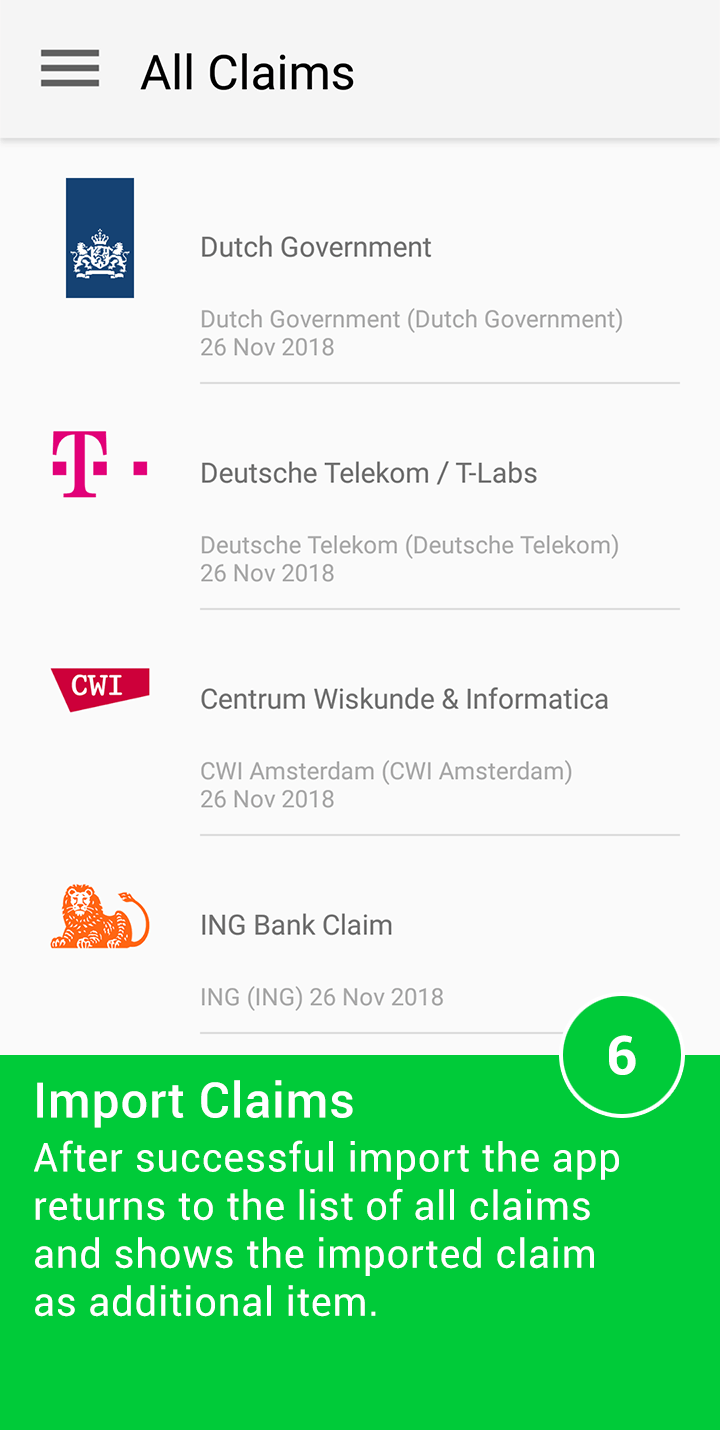 All Claims
Dutch Government
Dutch Government (Dutch Government)
26 Nov 2018
T
Deutsche Telekom / T-Labs
Deutsche Telekom (Deutsche Telekom)
26 Nov 2018
CWI
Centrum Wiskunde & Informatica
CWI Amsterdam (CWI Amsterdam)
26 Nov 2018
ING Bank Claim
ING (ING) 26 Nov 2018
6
Import Claims
After successful import the app
returns to the list of all claims
and shows the imported claim
as additional item.